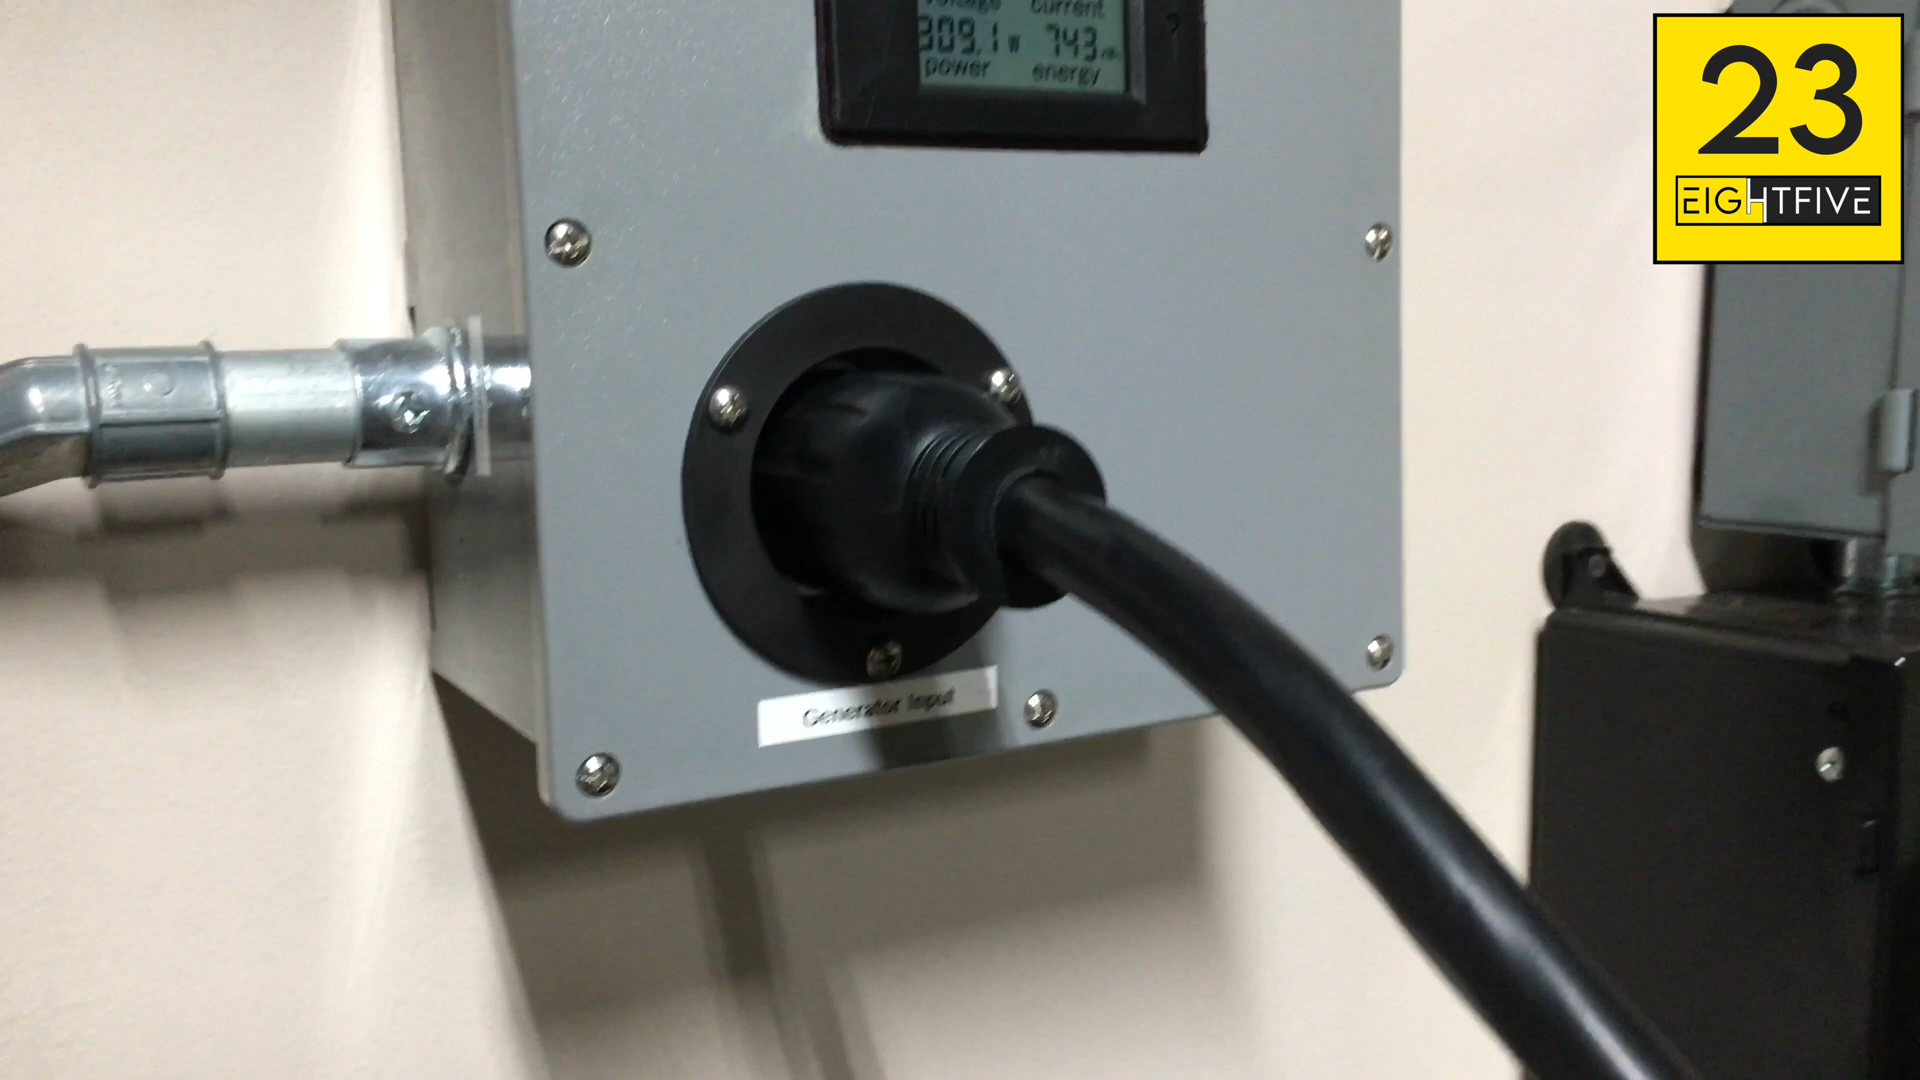 voltage current
309.1 W 743
power energy
Generator Input
23
EIGHTFIVE